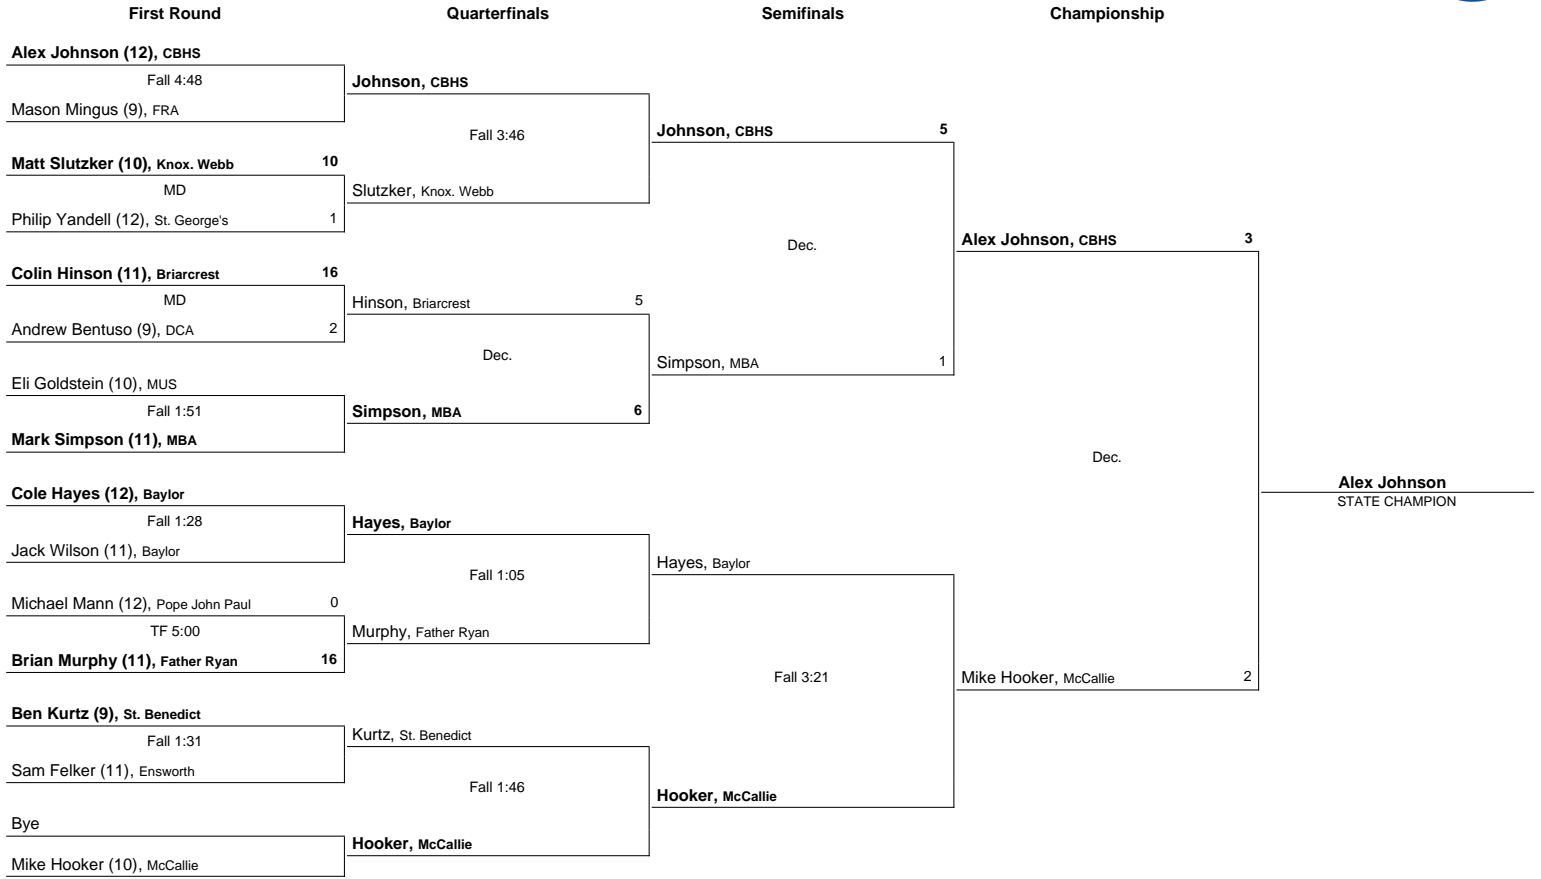 First Round Quarterfinals Semifinals Championship
Alex Johnson (12), CBHS
Fall 4:48
Mason Mingus (9), FRA
Matt Slutzker (10), Knox. Webb 10
MD
Philip Yandell (12), St. George's 1
Colin Hinson (11), Briarcrest 16
MD
Andrew Bentuso (9), DCA 2
Eli Goldstein (10), MUS
Fall 1:51
Mark Simpson (11), MBA
Cole Hayes (12), Baylor
Fall 1:28
Jack Wilson (11), Baylor
Michael Mann (12), Pope John Paul 0
TF 5:00
Brian Murphy (11), Father Ryan 16
Ben Kurtz (9), St. Benedict
Fall 1:31
Sam Felker (11), Ensworth
Bye
Mike Hooker (10), McCallie
Johnson, CBHS
Fall 3:46
Slutzker, Knox. Webb
Hinson, Briarcrest 5
Dec.
Simpson, MBA 6
Hayes, Baylor
Fall 1:05
Murphy, Father Ryan
Kurtz, St. Benedict
Fall 1:46
Hooker, McCallie
Johnson, CBHS 5
Dec.
Simpson, MBA 1
Hayes, Baylor
Fall 3:21
Hooker, McCallie
Alex Johnson, CBHS 3
Dec.
Mike Hooker, McCallie 2
Alex Johnson
STATE CHAMPION